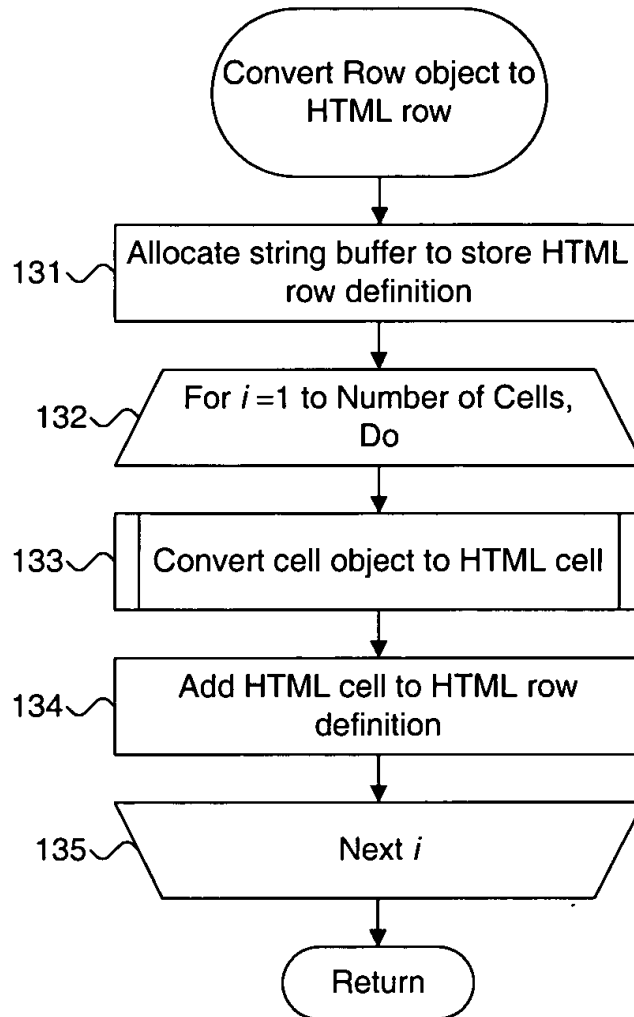 Convert Row object to
HTML row
131
Allocate string buffer to store HTML
row definition
132
For i =1 to Number of Cells,
Do
133
Convert cell object to HTML cell
134
Add HTML cell to HTML row
definition
135
Next i
Return